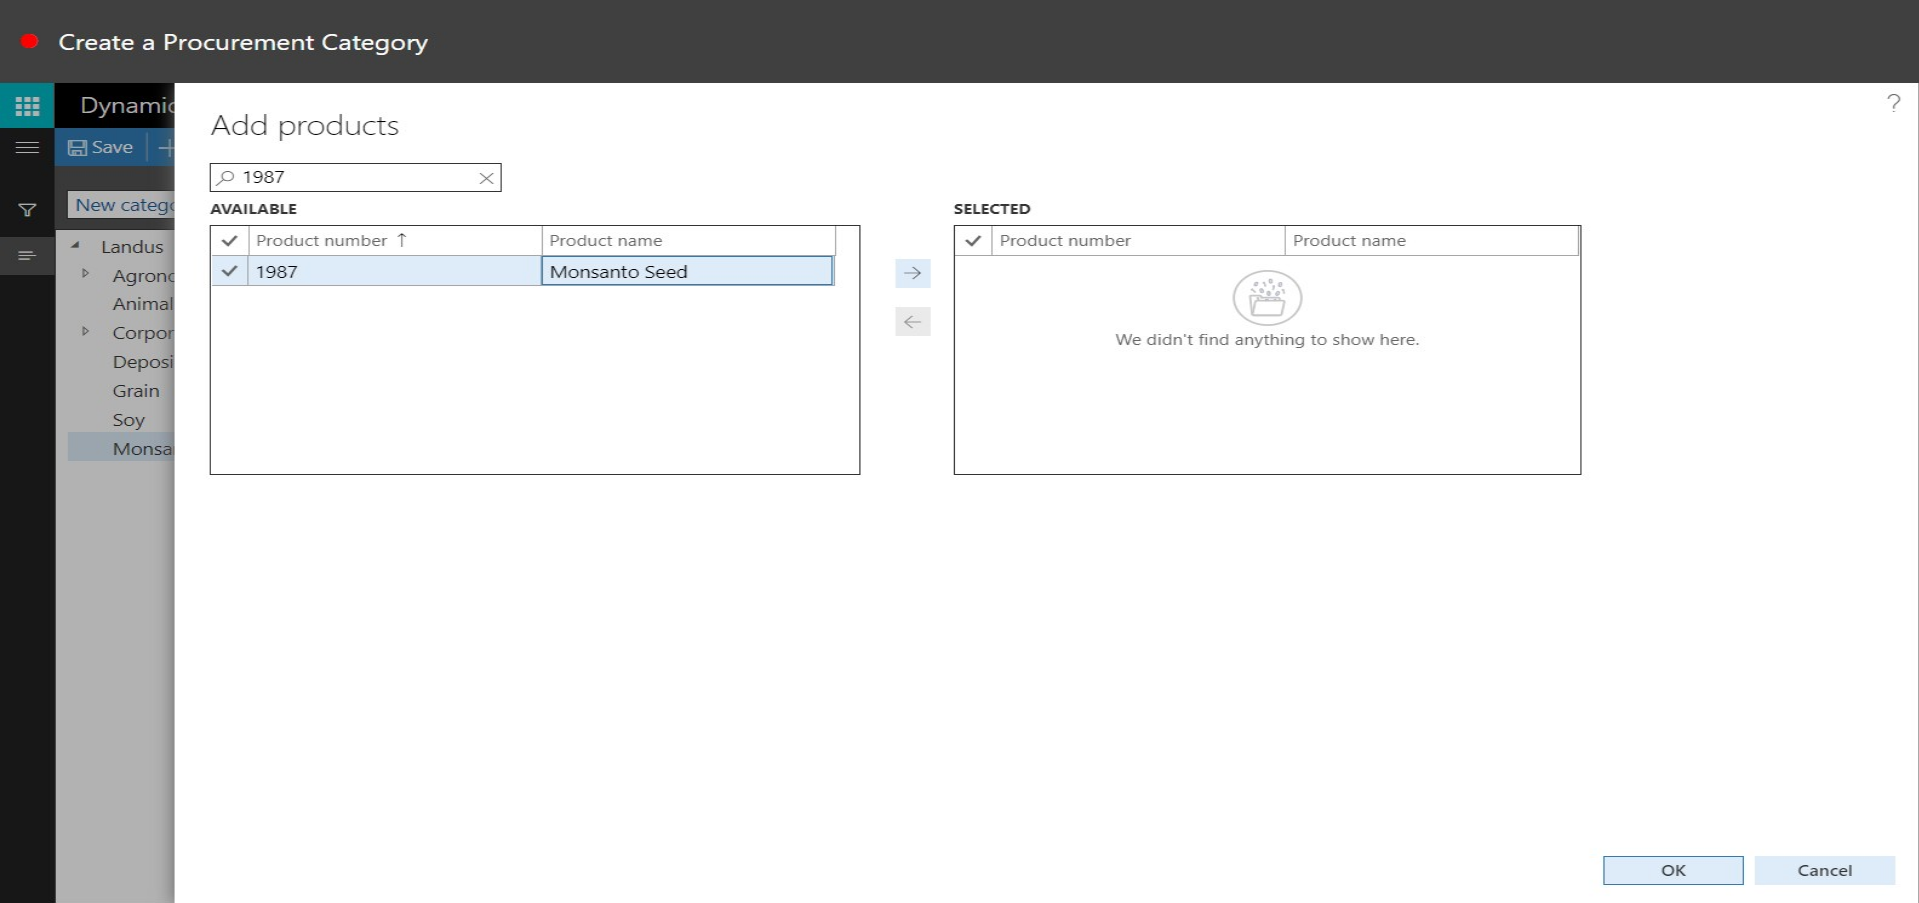 Create a Procurement Category
Dynamic
?
Add products
Save
1987
New catego
AVAILABLE
SELECTED
Product number ↑ Product name
Product number Product name
Landus
1987 Monsanto Seed
Agrono
Animal
Corpor
We didn't find anything to show here.
Deposi
Grain
Soy
Monsa
OK Cancel